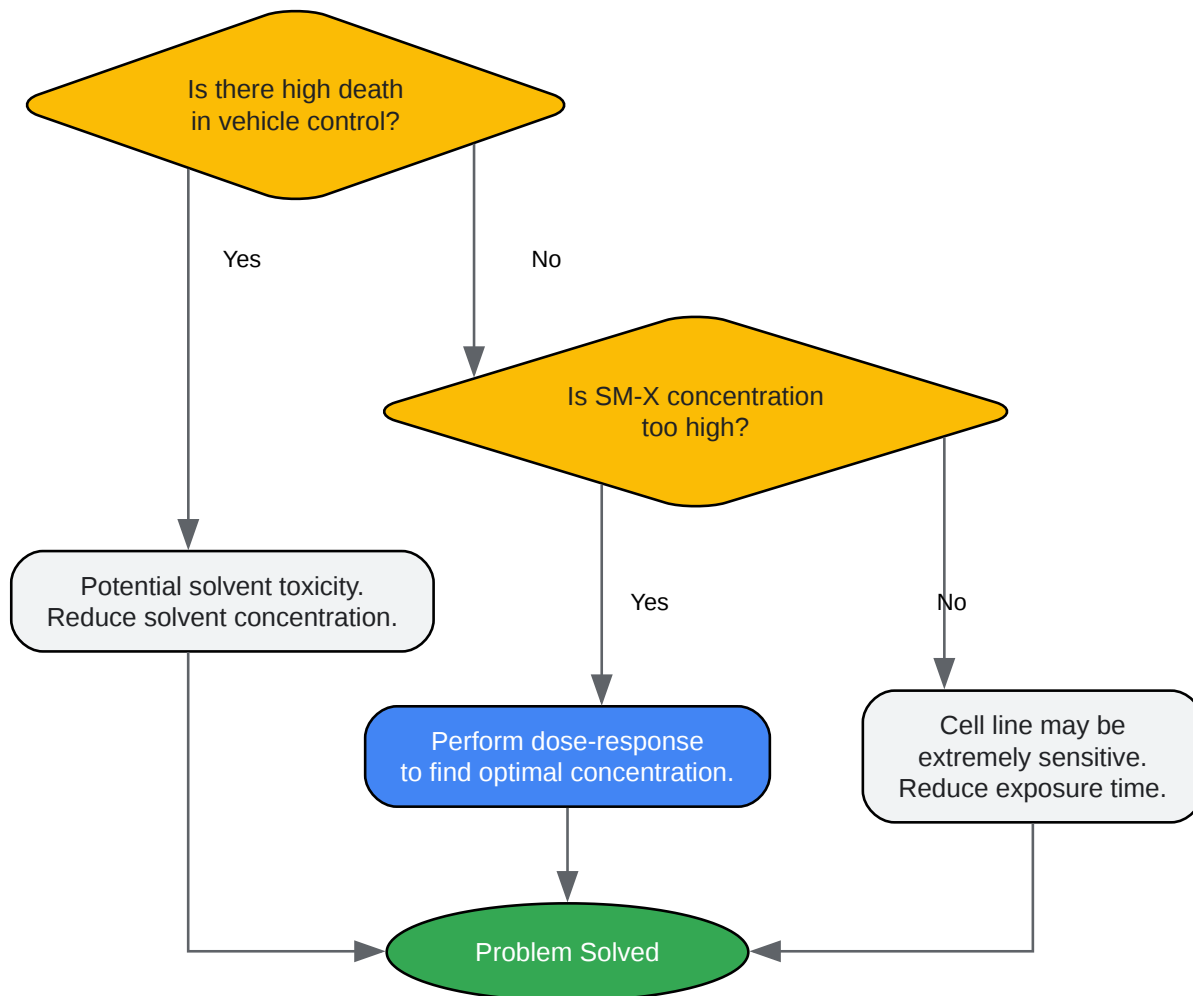 Is there high death
in vehicle control?
Yes
No
Is SM-X concentration
too high?
Potential solvent toxicity.
Reduce solvent concentration.
Yes
No
Perform dose-response
to find optimal concentration.
Cell line may be
extremely sensitive.
Reduce exposure time.
Problem Solved